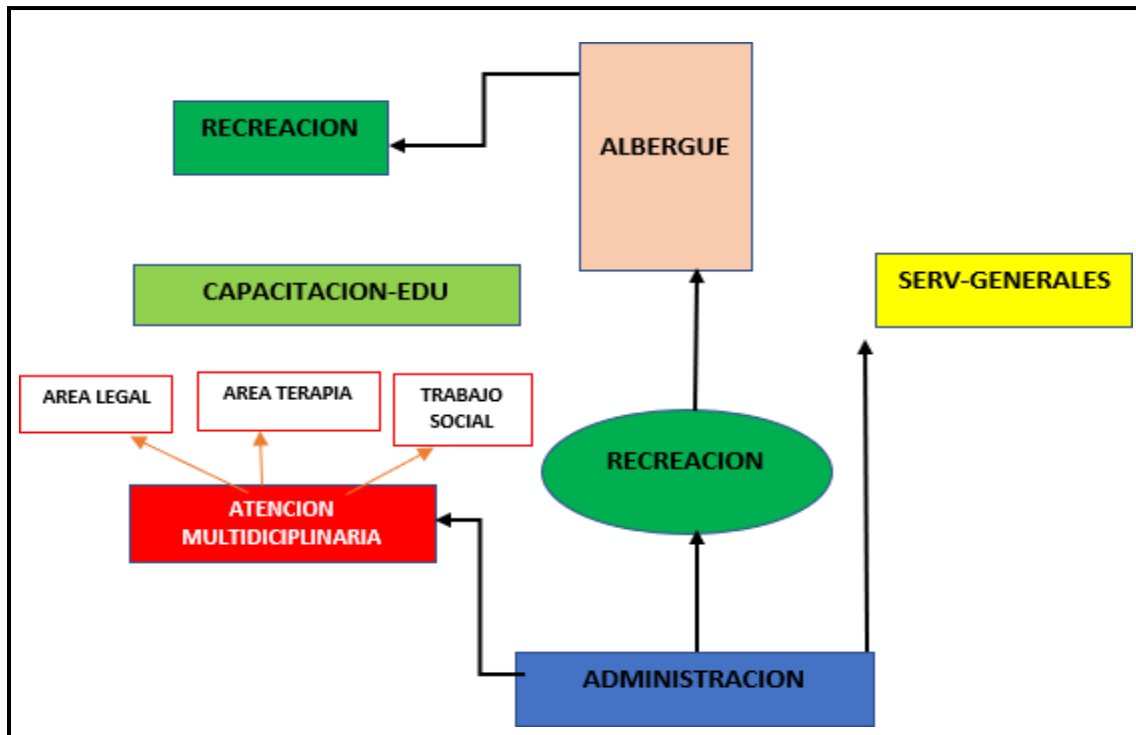 RECREACION
ALBERGUE
CAPACITACION-EDU
SERV-GENERALES
AREA LEGAL
AREA TERAPIA
TRABAJO
SOCIAL
RECREACION
ATENCION
MULTIDICIPLINARIA
ADMINISTRACION